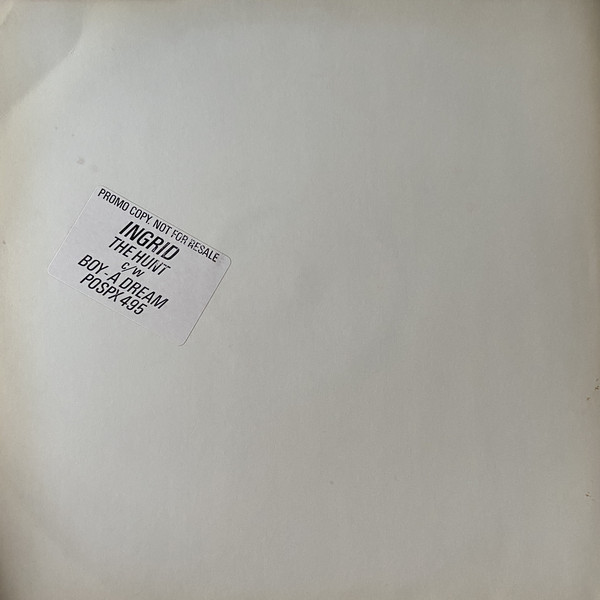 PROMO COPY. NOT FOR RESALE
INGRID
THE HUNT
C/W
BOY - A DREAM
POSPX 495